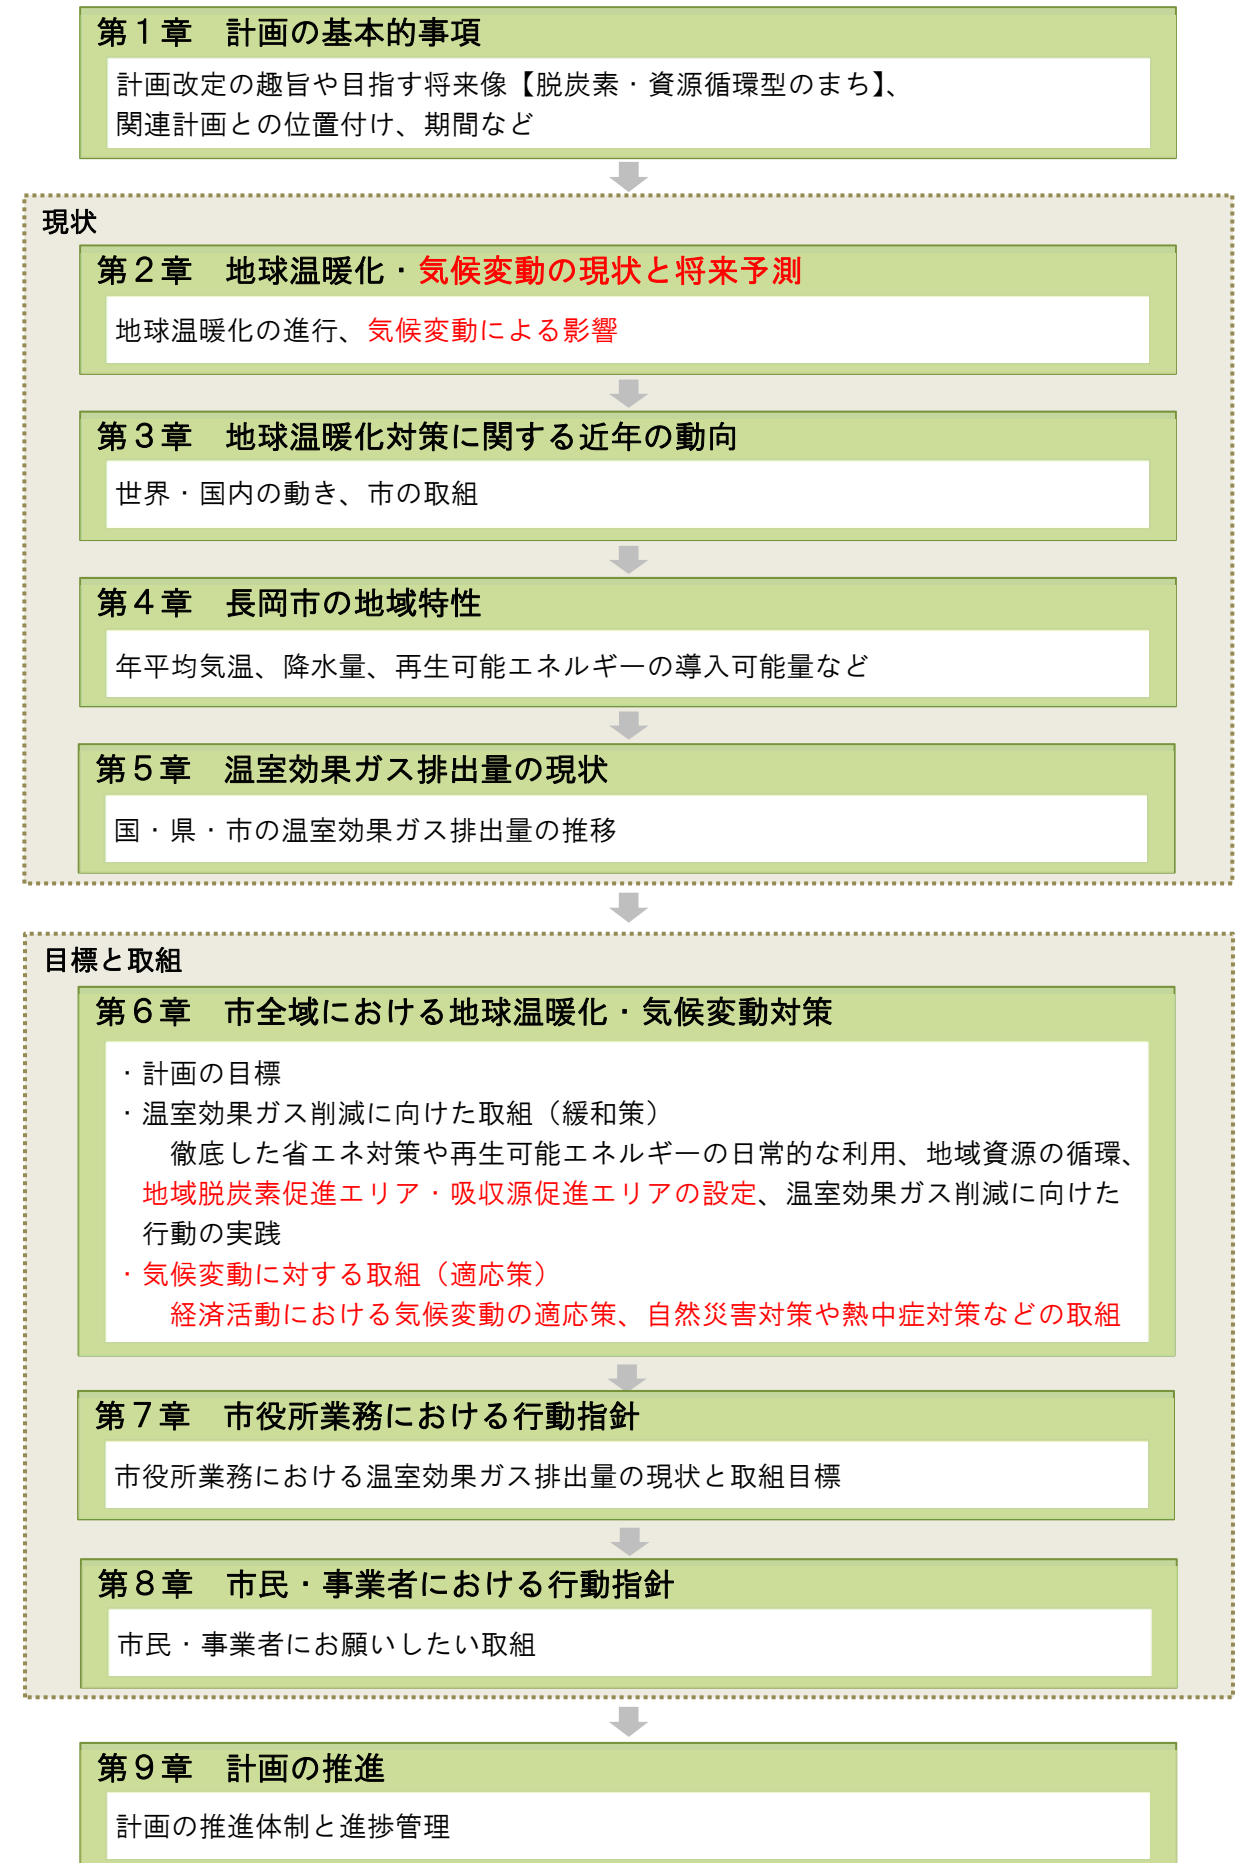 第１章　計画の基本的事項
計画改定の趣旨や目指す将来像【脱炭素・資源循環型のまち】、
関連計画との位置付け、期間など
現状
第２章　地球温暖化・気候変動の現状と将来予測
地球温暖化の進行、気候変動による影響
第３章　地球温暖化対策に関する近年の動向
世界・国内の動き、市の取組
第４章　長岡市の地域特性
年平均気温、降水量、再生可能エネルギーの導入可能量など
第５章　温室効果ガス排出量の現状
国・県・市の温室効果ガス排出量の推移
目標と取組
第６章　市全域における地球温暖化・気候変動対策
・計画の目標
・温室効果ガス削減に向けた取組（緩和策）
徹底した省エネ対策や再生可能エネルギーの日常的な利用、地域資源の循環、
地域脱炭素促進エリア・吸収源促進エリアの設定、温室効果ガス削減に向けた
行動の実践
・気候変動に対する取組（適応策）
経済活動における気候変動の適応策、自然災害対策や熱中症対策などの取組
第７章　市役所業務における行動指針
市役所業務における温室効果ガス排出量の現状と取組目標
第８章　市民・事業者における行動指針
市民・事業者にお願いしたい取組
第９章　計画の推進
計画の推進体制と進捗管理